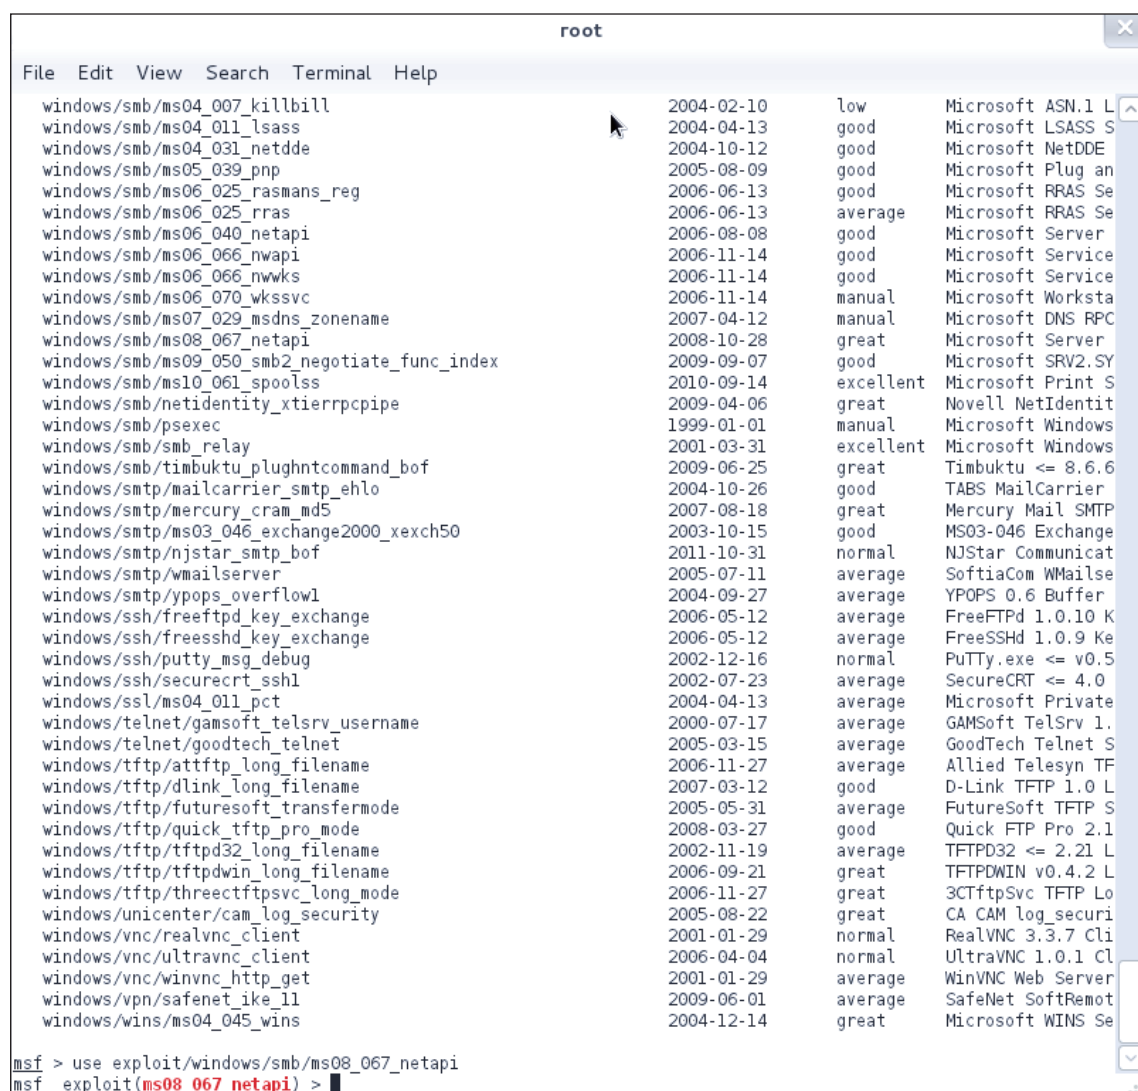 root
File Edit View Search Terminal Help
windows/smb/ms04_007_killbill 2004-02-10 low Microsoft ASN.1 L
windows/smb/ms04_011_lsass 2004-04-13 good Microsoft LSASS S
windows/smb/ms04_031_netdde 2004-10-12 good Microsoft NetDDE
windows/smb/ms05_039_pnp 2005-08-09 good Microsoft Plug an
windows/smb/ms06_025_rasmans_reg 2006-06-13 good Microsoft RRAS Se
windows/smb/ms06_025_rras 2006-06-13 average Microsoft RRAS Se
windows/smb/ms06_040_netapi 2006-08-08 good Microsoft Server
windows/smb/ms06_066_nwapi 2006-11-14 good Microsoft Service
windows/smb/ms06_066_nwwks 2006-11-14 good Microsoft Service
windows/smb/ms06_070_wkssvc 2006-11-14 manual Microsoft Worksta
windows/smb/ms07_029_msdns_zonename 2007-04-12 manual Microsoft DNS RPC
windows/smb/ms08_067_netapi 2008-10-28 great Microsoft Server
windows/smb/ms09_050_smb2_negotiate_func_index 2009-09-07 good Microsoft SRV2.SY
windows/smb/ms10_061_spoolss 2010-09-14 excellent Microsoft Print S
windows/smb/netidentity_xtierrpcpipe 2009-04-06 great Novell NetIdentit
windows/smb/psexec 1999-01-01 manual Microsoft Windows
windows/smb/smb_relay 2001-03-31 excellent Microsoft Windows
windows/smb/timbuktu_plughntcommand_bof 2009-06-25 great Timbuktu <= 8.6.6
windows/smtp/mailcarrier_smtp_ehlo 2004-10-26 good TABS MailCarrier
windows/smtp/mercury_cram_md5 2007-08-18 great Mercury Mail SMTP
windows/smtp/ms03_046_exchange2000_xexch50 2003-10-15 good MS03-046 Exchange
windows/smtp/njstar_smtp_bof 2011-10-31 normal NJStar Communicat
windows/smtp/wmailserver 2005-07-11 average SoftiaCom WMailse
windows/smtp/ypops_overflow1 2004-09-27 average YPOPS 0.6 Buffer
windows/ssh/freeftpd_key_exchange 2006-05-12 average FreeFTPd 1.0.10 K
windows/ssh/freesshd_key_exchange 2006-05-12 average FreeSSHd 1.0.9 Ke
windows/ssh/putty_msg_debug 2002-12-16 normal PuTTy.exe <= v0.5
windows/ssh/securecrt_ssh1 2002-07-23 average SecureCRT <= 4.0
windows/ssl/ms04_011_pct 2004-04-13 average Microsoft Private
windows/telnet/gamsoft_telsrv_username 2000-07-17 average GAMSoft TelSrv 1.
windows/telnet/goodtech_telnet 2005-03-15 average GoodTech Telnet S
windows/tftp/attftp_long_filename 2006-11-27 average Allied Telesyn TF
windows/tftp/dlink_long_filename 2007-03-12 good D-Link TFTP 1.0 L
windows/tftp/futuresoft_transfermode 2005-05-31 average FutureSoft TFTP S
windows/tftp/quick_tftp_pro_mode 2008-03-27 good Quick FTP Pro 2.1
windows/tftp/tftpd32_long_filename 2002-11-19 average TFTPD32 <= 2.21 L
windows/tftp/tftpdwin_long_filename 2006-09-21 great TFTPDWIN v0.4.2 L
windows/tftp/threectftpsvc_long_mode 2006-11-27 great 3CTftpSvc TFTP Lo
windows/unicenter/cam_log_security 2005-08-22 great CA CAM log_securi
windows/vnc/realvnc_client 2001-01-29 normal RealVNC 3.3.7 Cli
windows/vnc/ultravnc_client 2006-04-04 normal UltraVNC 1.0.1 Cl
windows/vnc/winvnc_http_get 2001-01-29 average WinVNC Web Server
windows/vpn/safenet_ike_11 2009-06-01 average SafeNet SoftRemot
windows/wins/ms04_045_wins 2004-12-14 great Microsoft WINS Se
msf > use exploit/windows/smb/ms08_067_netapi
msf exploit(ms08_067_netapi) >